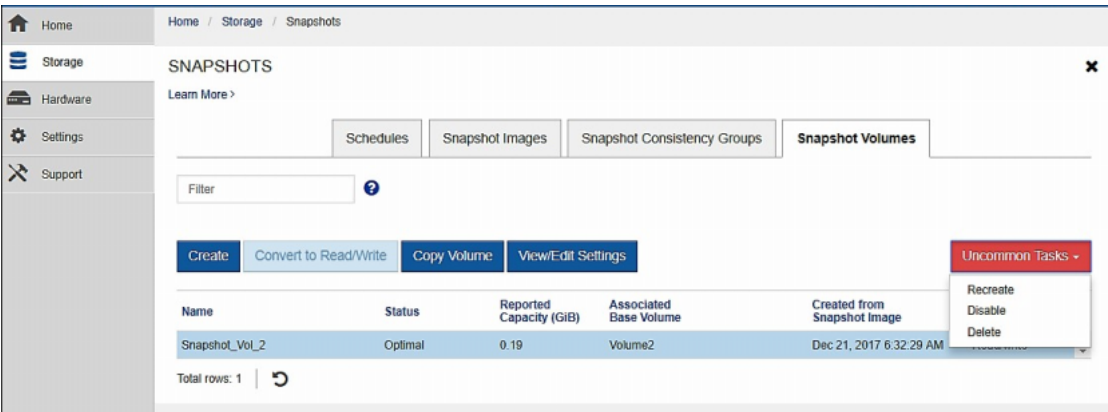 Home
Storage
Hardware
Settings
Support
Home / Storage / Snapshots
SNAPSHOTS
Learn More >
Schedules
Snapshot Images
Snapshot Consistency Groups
Snapshot Volumes
Filter
?
Create
Convert to Read/Write
Copy Volume
View/Edit Settings
Uncommon Tasks
Recreate
Disable
Delete
Name
Status
Reported
Capacity (GiB)
Associated
Base Volume
Created from
Snapshot Image
Snapshot_Vol_2
Optimal
0.19
Volume2
Dec 21, 2017 6:32:29 AM
Total rows: 1